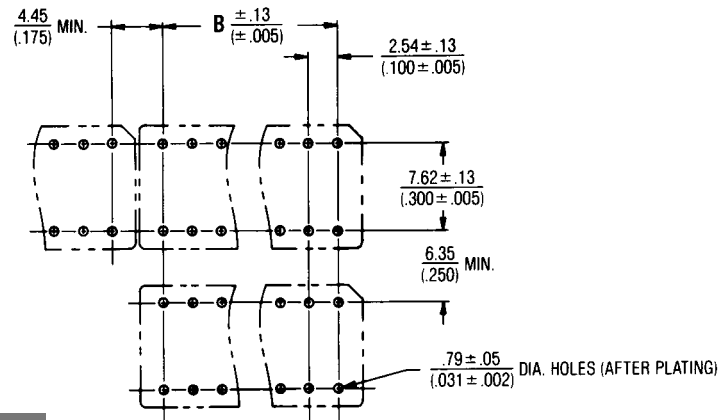 4.45
(.175) MIN.
B ±.13
(±.005)
2.54±.13
(.100±.005)
7.62±.13
(.300±.005)
6.35
(.250) MIN.
.79±.05
(.031±.002) DIA. HOLES (AFTER PLATING)